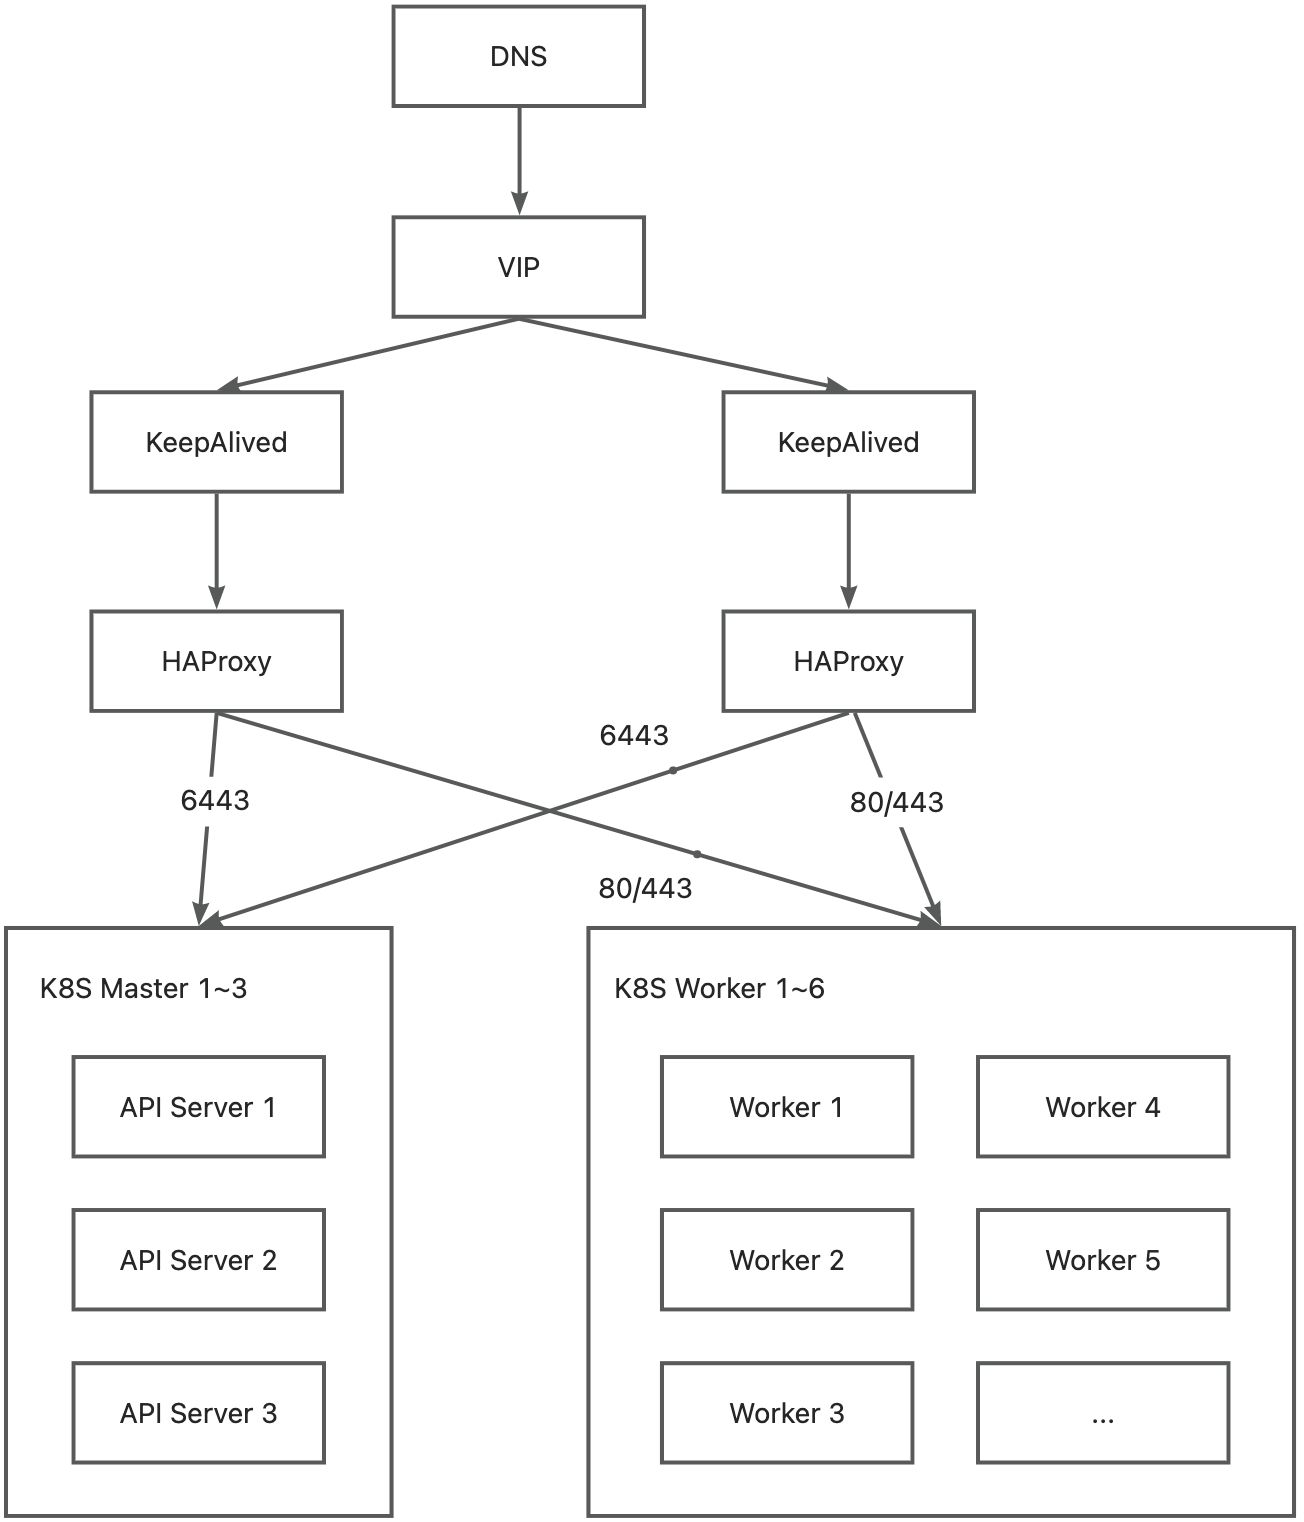 DNS
VIP
KeepAlived
KeepAlived
HAProxy
HAProxy
6443
6443
80/443
80/443
K8S Master 1~3
API Server 1
API Server 2
API Server 3
K8S Worker 1~6
Worker 1
Worker 4
Worker 2
Worker 5
Worker 3
...